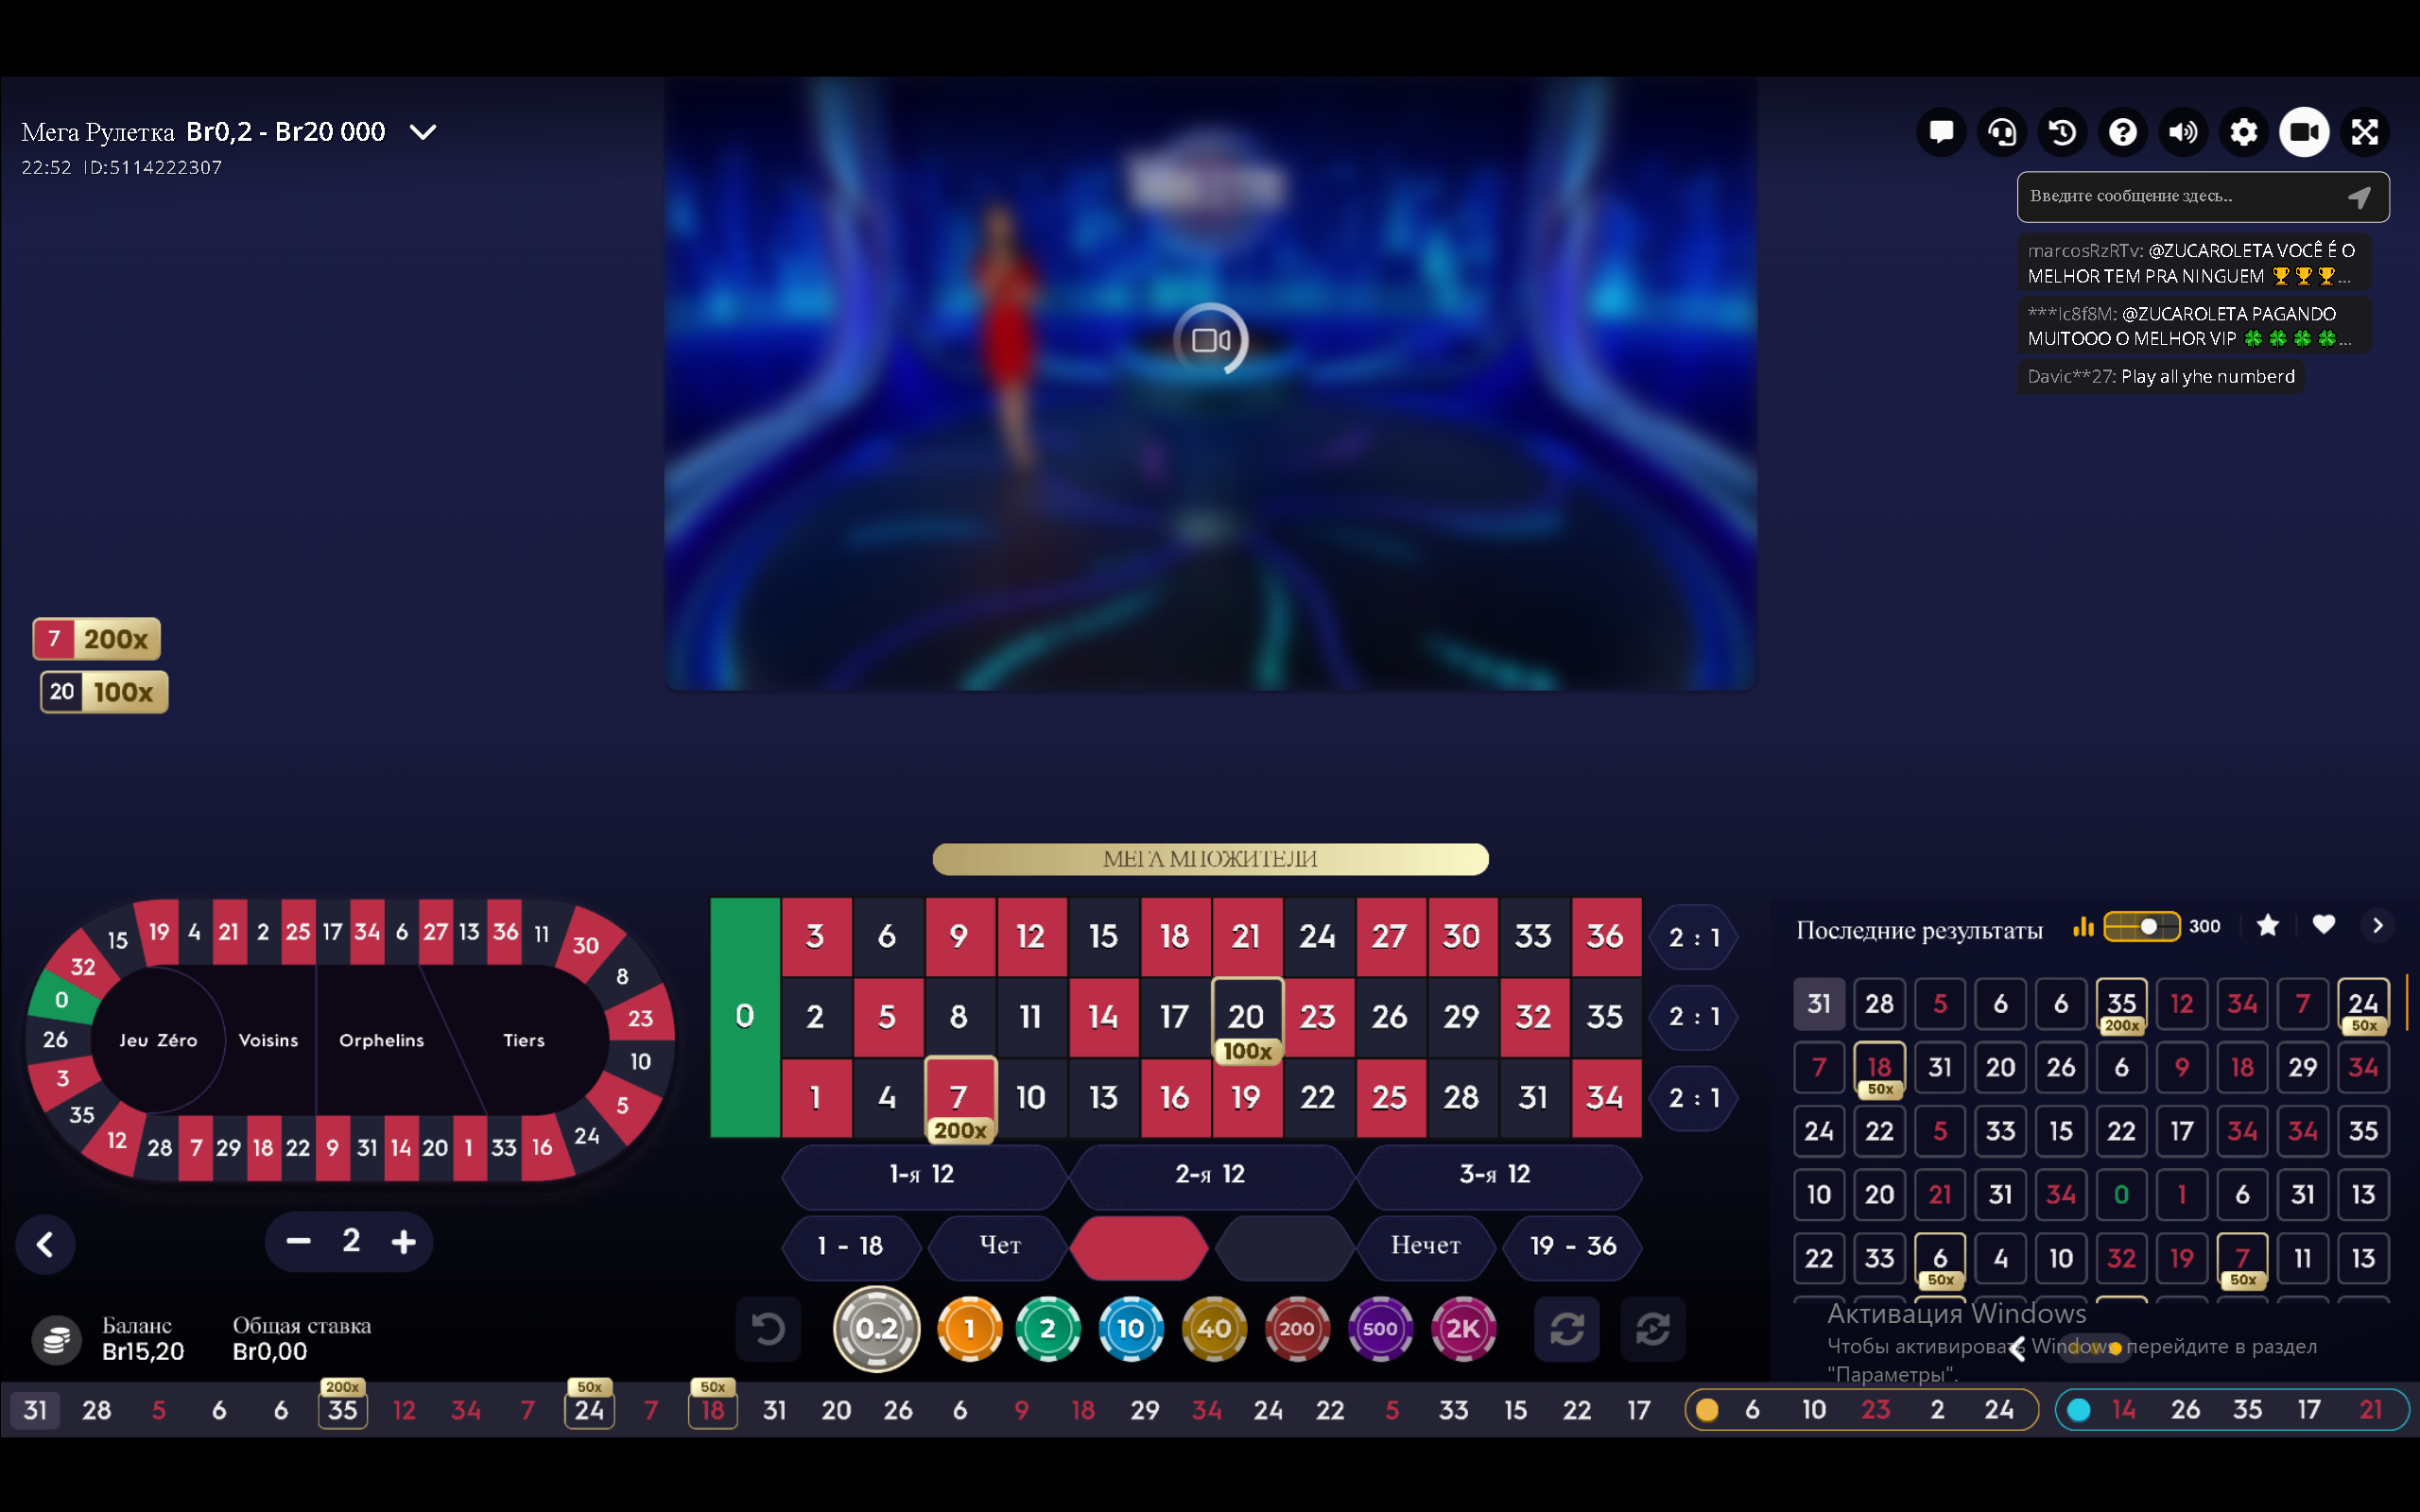 Мега Рулетка Br0,2 - Br20 000
22:52 ID:5114222307
Введите сообщение здесь..
marcosRzRTv: @ZUCAROLETA VOCÊ É O
MELHOR TEM PRA NINGUEM 🏆🏆🏆...
***lc8f8M: @ZUCAROLETA PAGANDO
MUITOOO O MELHOR VIP 🍀🍀🍀🍀...
Davic**27: Play all yhe numberd
7 200x
20 100x
МЕГА МНОЖИТЕЛИ
15 19 4 21 2 25 17 34 6 27 13 36 11 30
32 8
0 23
26 10
3 5
35 24
12 28 7 29 18 22 9 31 14 20 1 33 16
Jeu Zéro Voisins Orphelins Tiers
2
0
3 6 9 12 15 18 21 24 27 30 33 36 2 : 1
2 5 8 11 14 17 20 23 26 29 32 35 2 : 1
100x
1 4 7 10 13 16 19 22 25 28 31 34 2 : 1
200x
1-я 12 2-я 12 3-я 12
1 - 18 Чет Нечет 19 - 36
0.2 1 2 10 40 200 500 2K
Баланс
Br15,20
Общая ставка
Br0,00
Последние результаты 300
31 28 5 6 6 35 12 34 7 24
200x 50x
7 18 31 20 26 6 9 18 29 34
50x
24 22 5 33 15 22 17 34 34 35
10 20 21 31 34 0 1 6 31 13
22 33 6 4 10 32 19 7 11 13
50x 50x
Активация Windows
Чтобы активировать Windows, перейдите в раздел
"Параметры".
200x 50x 50x
31 28 5 6 6 35 12 34 7 24 7 18 31 20 26 6 9 18 29 34 24 22 5 33 15 22 17 6 10 23 2 24 14 26 35 17 21